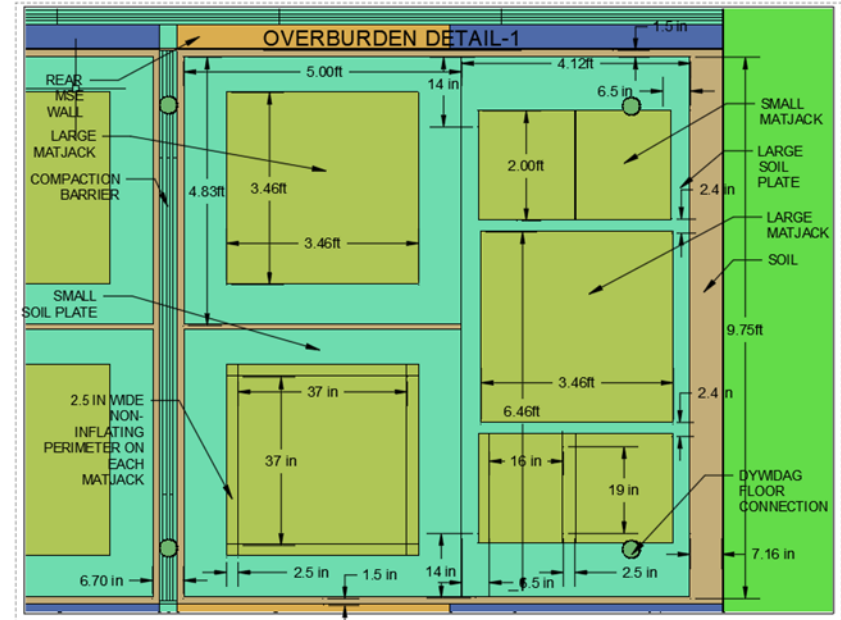 OVERBURDEN DETAIL-1
1.5 in
REAR
MSE
WALL
5.00ft
14 in
4.12ft
6.5 in
SMALL
MATJACK
LARGE
MATJACK
LARGE
SOIL
PLATE
2.00ft
COMPACTION
BARRIER
4.83ft
3.46ft
2.4 in
LARGE
MATJACK
3.46ft
SOIL
SMALL
SOIL PLATE
9.75ft
3.46ft
37 in
2.4 in
2.5 IN WIDE
NON-
INFLATING
PERIMETER ON
EACH
MATJACK
6.46ft
37 in
16 in
19 in
DYWIDAG
FLOOR
CONNECTION
7.16 in
6.70 in
2.5 in
1.5 in
14 in
6.5 in
2.5 in